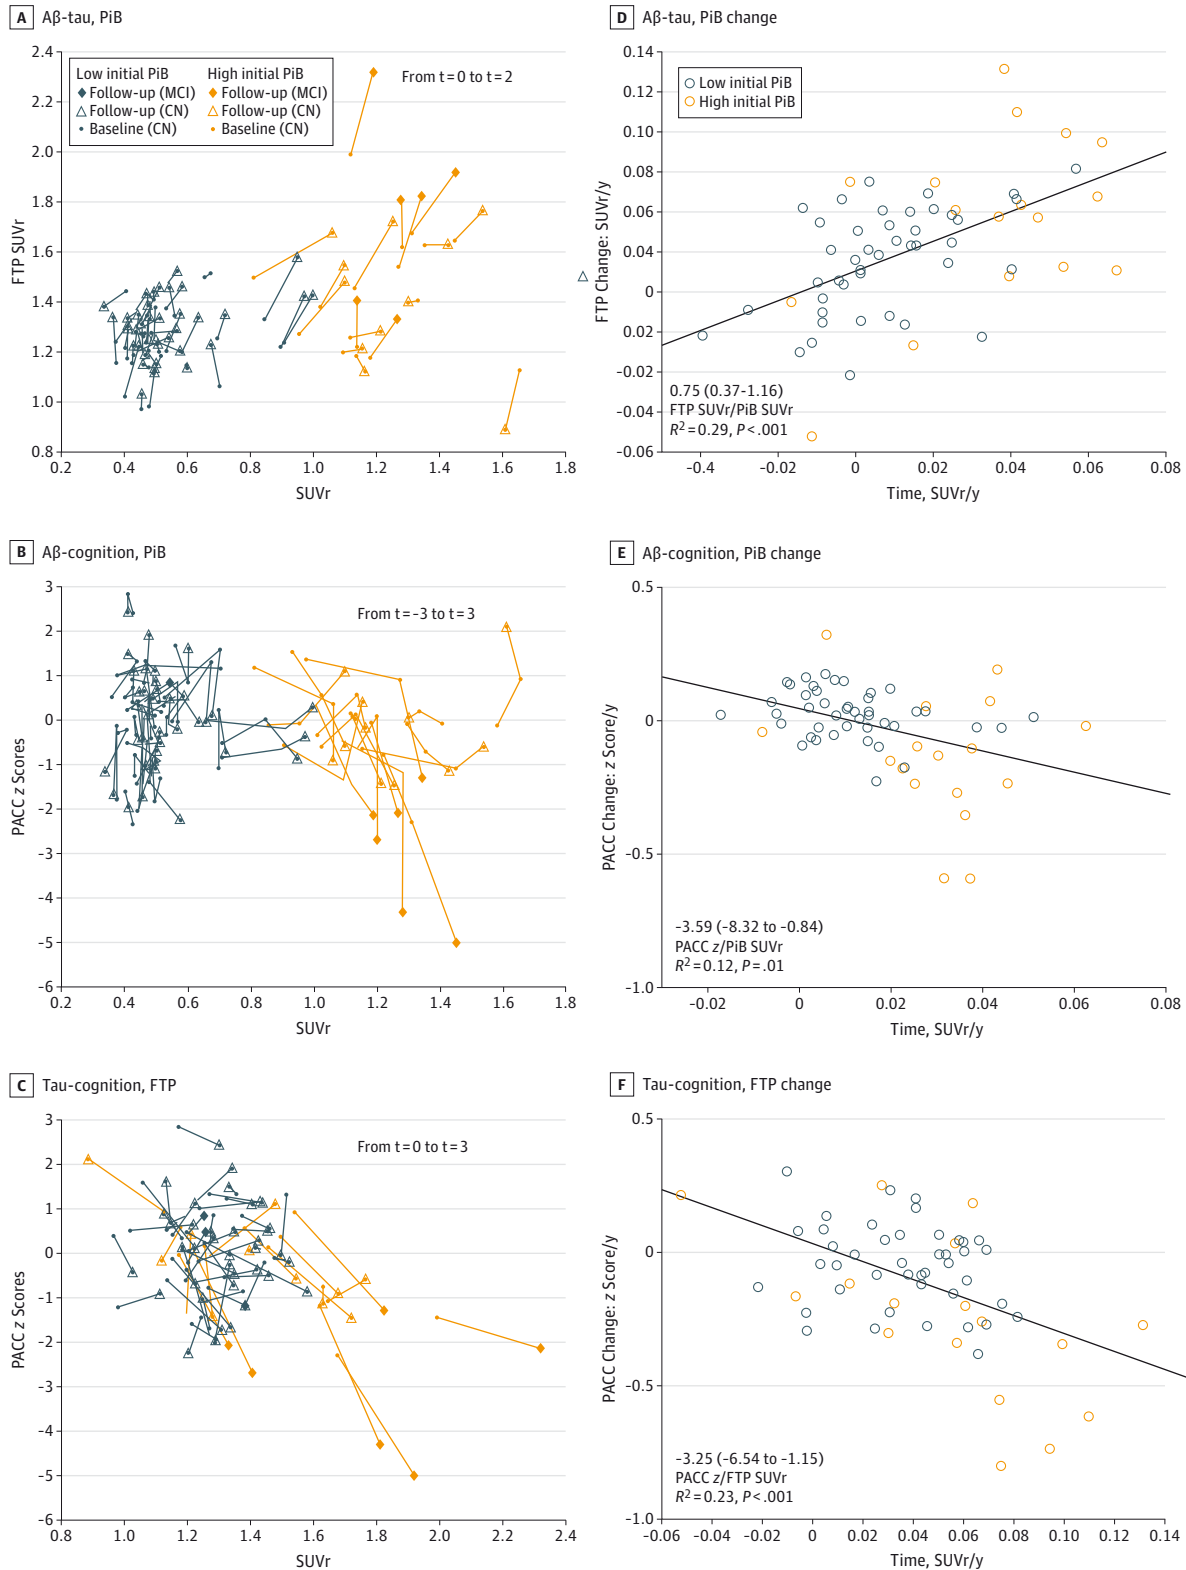 A Aβ-tau, PiB
FTP SUVr
2.4
2.2
2.0
1.8
1.6
1.4
1.2
1.0
0.8
Low initial PiB
Follow-up (MCI)
Follow-up (CN)
Baseline (CN)
High initial PiB
Follow-up (MCI)
Follow-up (CN)
Baseline (CN)
From t=0 to t=2
0.2 0.4 0.6 0.8 1.0 1.2 1.4 1.6 1.8
SUVr
D Aβ-tau, PiB change
FTP Change: SUVr/y
0.14
0.12
0.10
0.08
0.06
0.04
0.02
0
0.02
-0.02
-0.04
-0.06
Low initial PiB
High initial PiB
0.75 (0.37-1.16)
FTP SUVr/PiB SUVr
R2=0.29, P<.001
-0.4 -0.02 0 0.02 0.04 0.06 0.08
Time, SUVr/y
B Aβ-cognition, PiB
PACC z Scores
3
2
1
0
-1
-2
-3
-4
-5
-6
From t=-3 to t=3
0.2 0.4 0.6 0.8 1.0 1.2 1.4 1.6 1.8
SUVr
E Aβ-cognition, PiB change
PACC Change: z Score/y
0.5
0
-0.5
-1.0
-3.59 (-8.32 to -0.84)
PACC z/PiB SUVr
R2=0.12, P=.01
-0.02 0 0.02 0.04 0.06 0.08
Time, SUVr/y
C Tau-cognition, FTP
PACC z Scores
3
2
1
0
-1
-2
-3
-4
-5
-6
From t=0 to t=3
0.8 1.0 1.2 1.4 1.6 1.8 2.0 2.2 2.4
SUVr
F Tau-cognition, FTP change
PACC Change: z Score/y
0.5
0
-0.5
-1.0
-3.25 (-6.54 to -1.15)
PACC z/FTP SUVr
R2=0.23, P<.001
-0.06 -0.04 -0.02 0 0.02 0.04 0.06 0.08 0.10 0.12 0.14
Time, SUVr/y